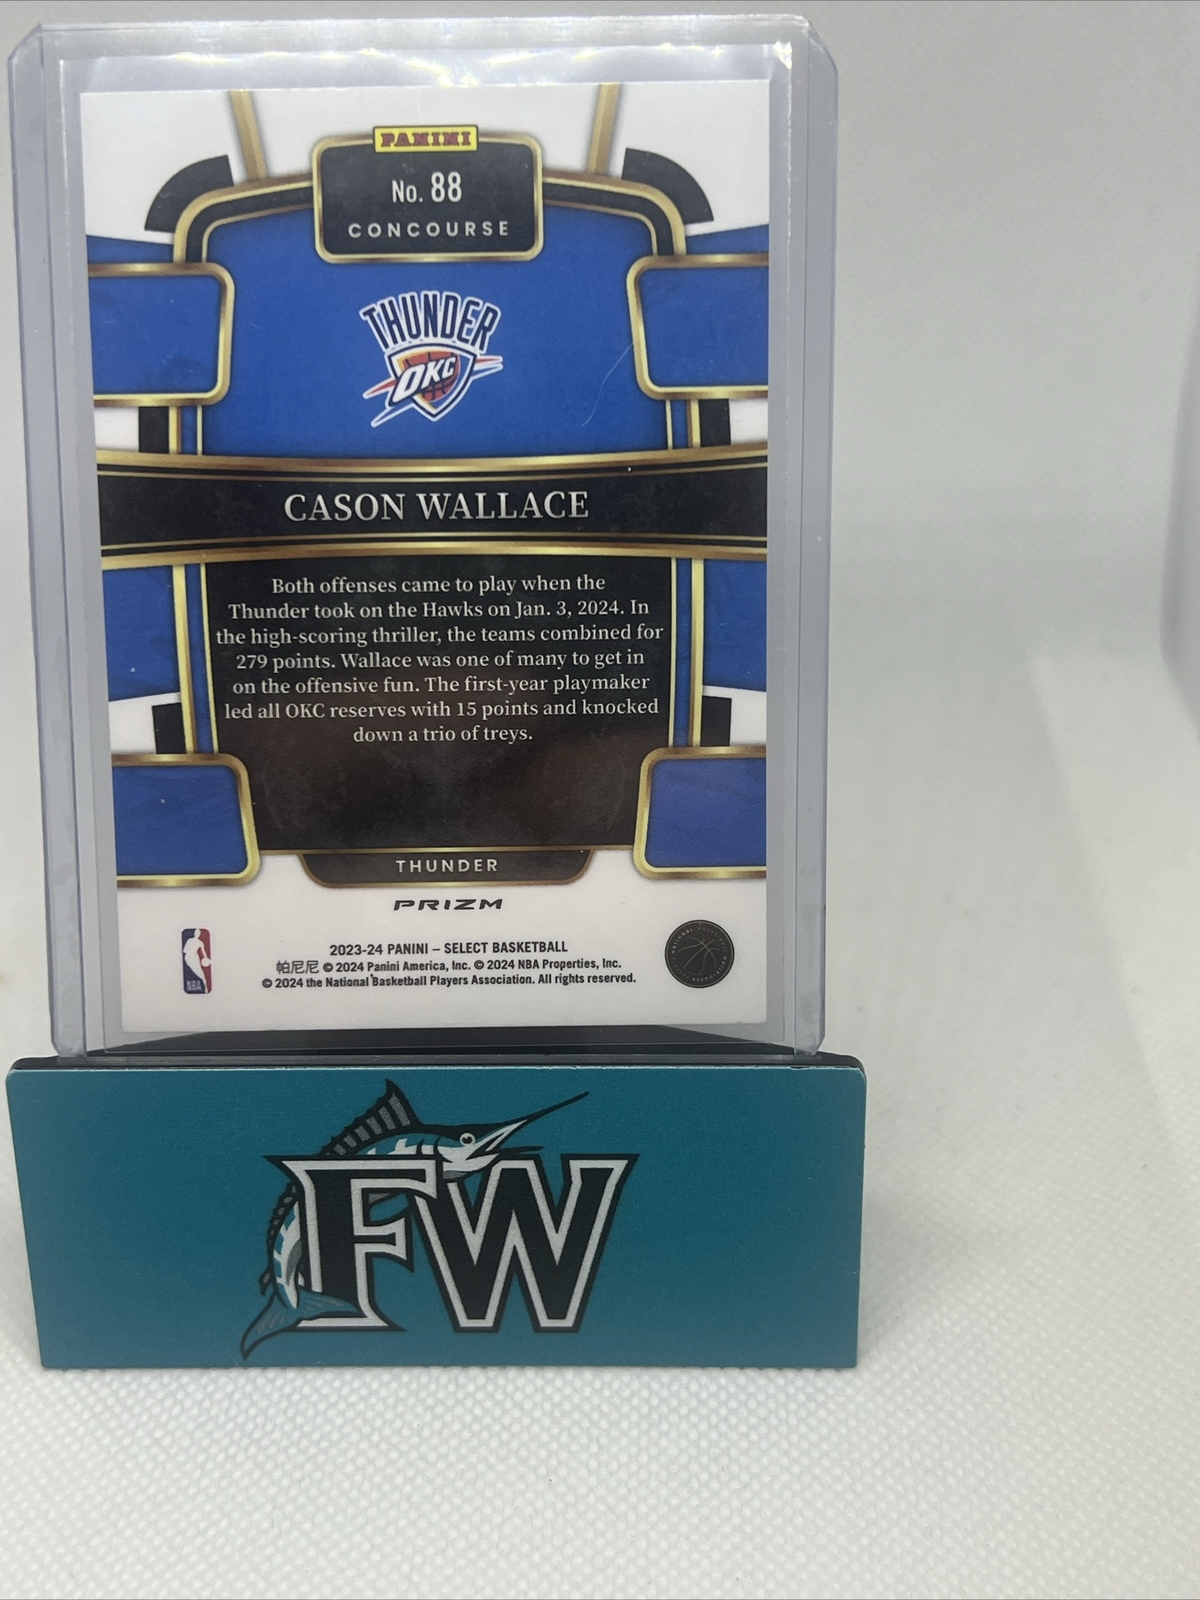 PANINI
No. 88
CONCOURSE
THUNDER
OKC
CASON WALLACE
Both offenses came to play when the
Thunder took on the Hawks on Jan. 3, 2024. In
the high-scoring thriller, the teams combined for
279 points. Wallace was one of many to get in
on the offensive fun. The first-year playmaker
led all OKC reserves with 15 points and knocked
down a trio of treys.
THUNDER
PRIZM
2023-24 PANINI – SELECT BASKETBALL
帕尼尼 © 2024 Panini America, Inc. © 2024 NBA Properties, Inc.
© 2024 the National Basketball Players Association. All rights reserved.
NBA
FW